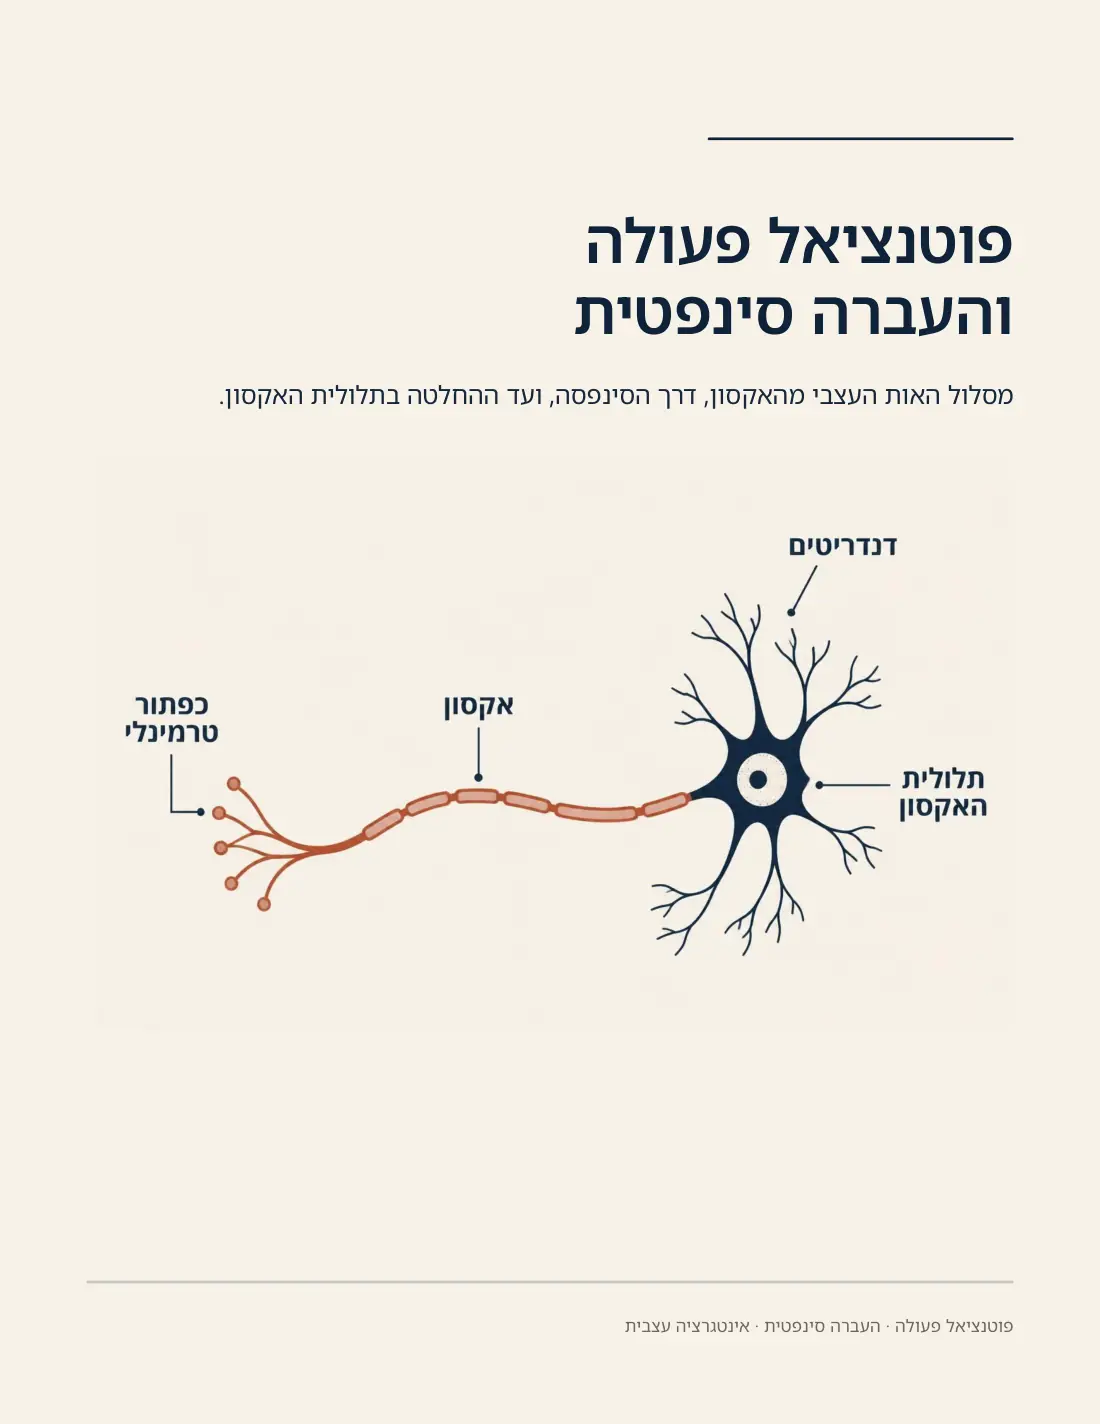 פוטנציאל פעולה
והעברה סינפטית
מסלול האות העצבי מהאקסון, דרך הסינפסה, ועד ההחלטה בתלולית האקסון.
דנדריטים
כפתור
טרמינלי
אקסון
תלולית
האקסון
פוטנציאל פעולה · העברה סינפטית · אינטגרציה עצבית